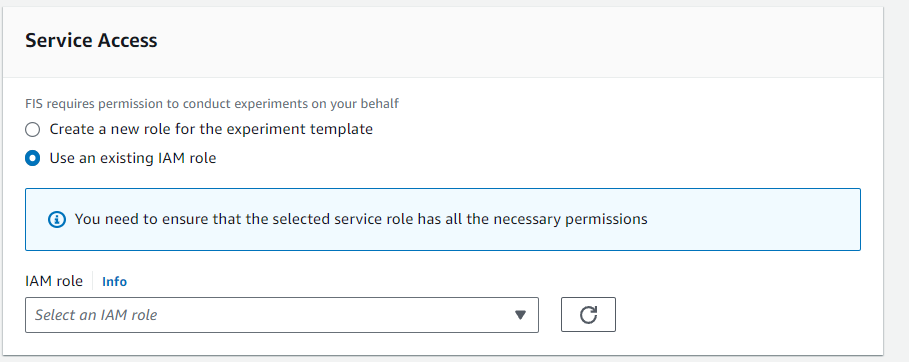 Service Access
FIS requires permission to conduct experiments on your behalf
Create a new role for the experiment template
Use an existing IAM role
You need to ensure that the selected service role has all the necessary permissions
IAM role Info
Select an IAM role